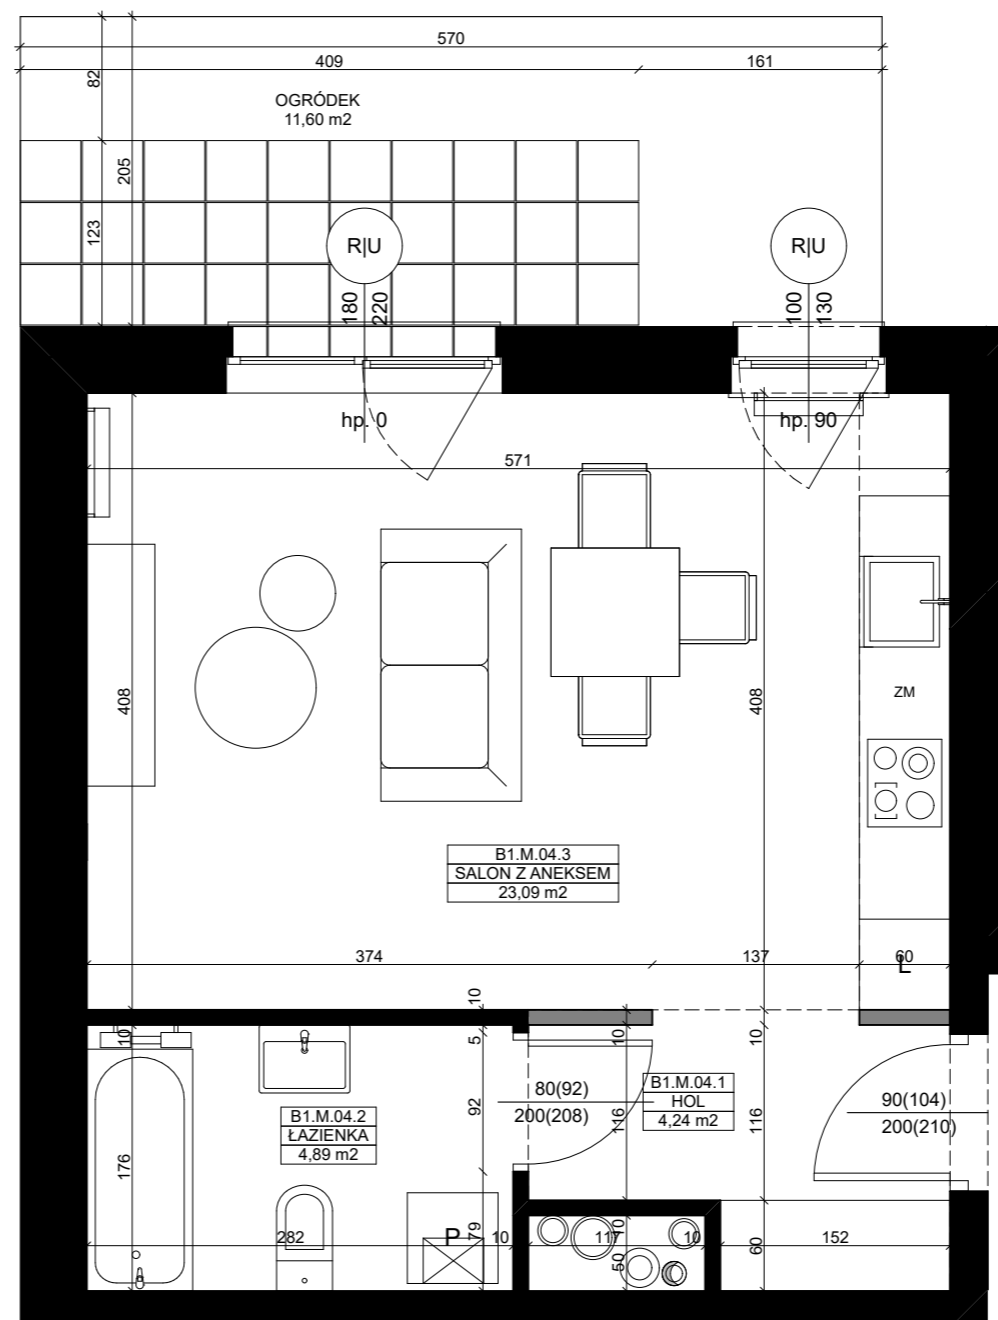 570
409
161
82
OGRÓDEK
11,60 m2
205
123
R|U
R|U
180
220
100
130
hp. 0
hp. 90
571
408
408
ZM
B1.M.04.3
SALON Z ANEKSEM
23,09 m2
374
137
60
L
10
10
5
10
10
80(92)
200(208)
B1.M.04.1
HOL
4,24 m2
90(104)
200(210)
92
116
116
B1.M.04.2
ŁAZIENKA
4,89 m2
176
282
P
79
10
117
10
10
50
60
152